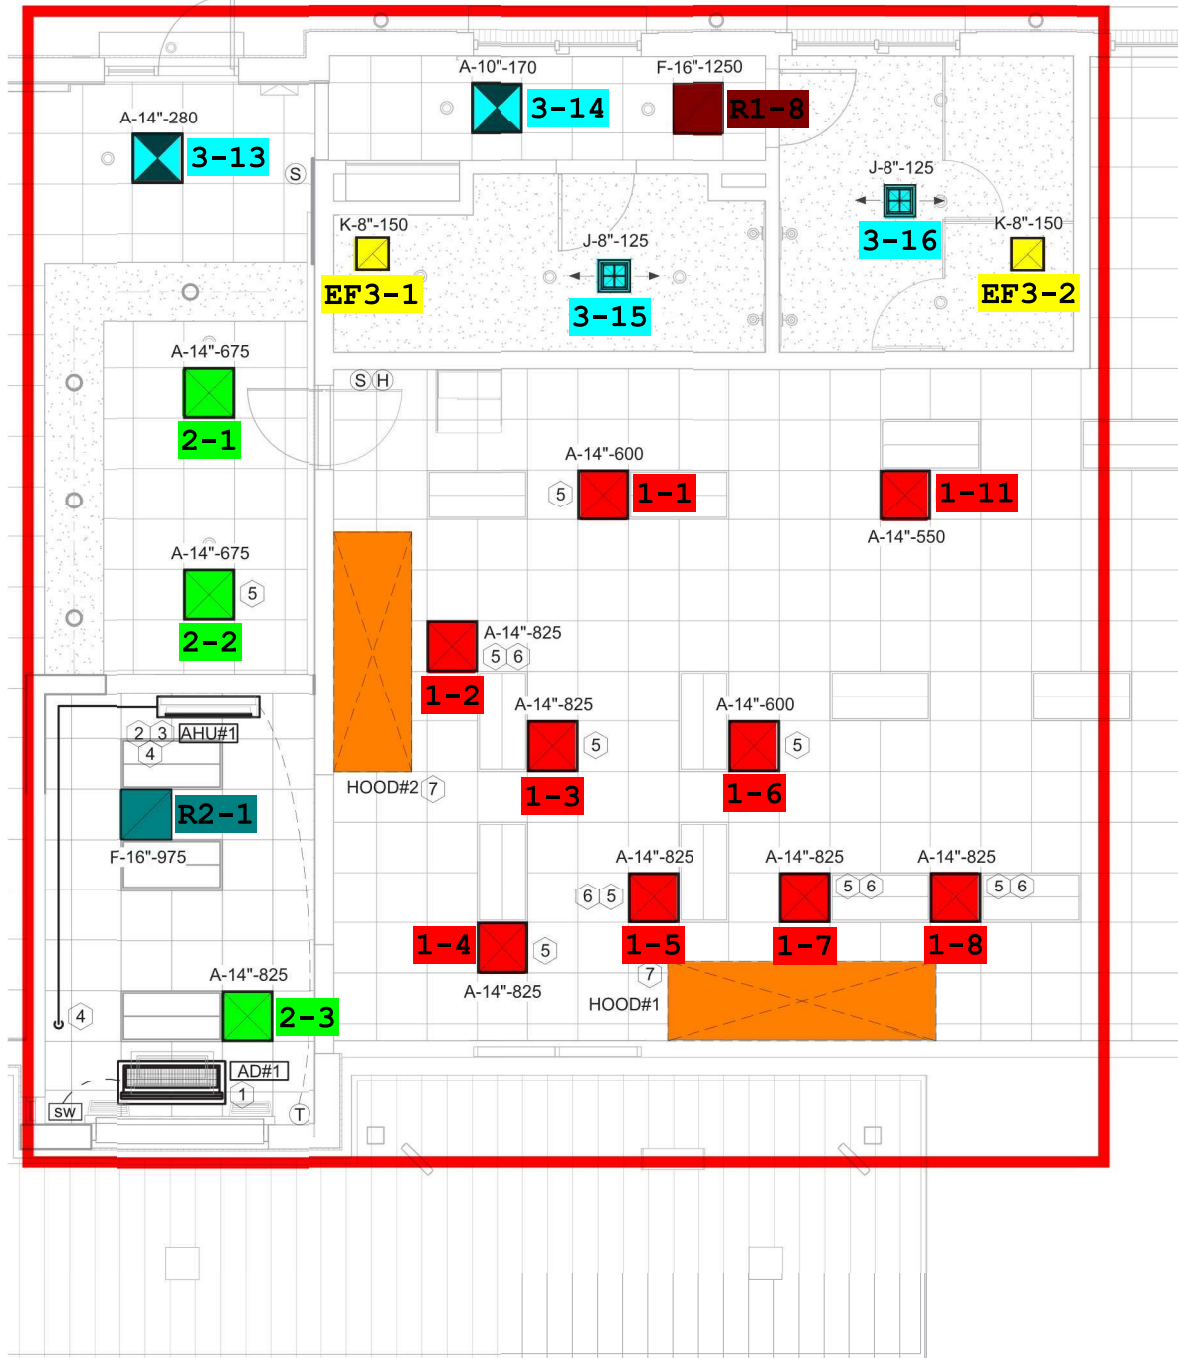 A-10"-170
F-16"-1250
3-14
R1-8
A-14"-280
3-13
S
J-8"-125
3-16
K-8"-150
EF3-1
J-8"-125
3-15
K-8"-150
EF3-2
A-14"-675
2-1
S H
A-14"-600
5
1-1
1-11
A-14"-550
A-14"-675
5
2-2
A-14"-825
5 6
1-2
A-14"-825
5
1-3
A-14"-600
5
1-6
2 3
4
AHU#1
HOOD#2 7
R2-1
F-16"-975
A-14"-825
6 5
1-5
A-14"-825
5 6
1-7
A-14"-825
5 6
1-8
1-4
5
A-14"-825
7
HOOD#1
A-14"-825
2-3
4
AD#1
1
SW
T